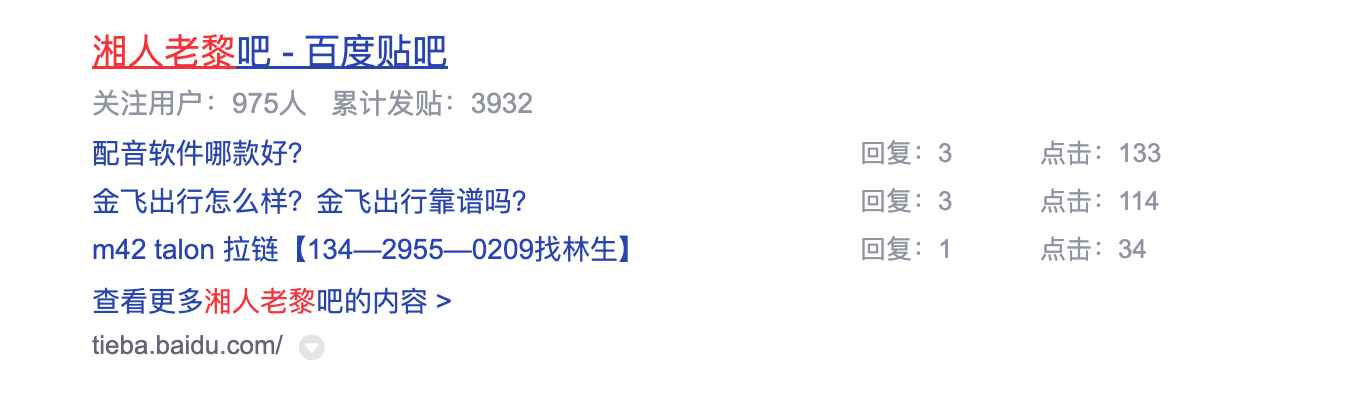 湘人老黎吧 - 百度贴吧
关注用户：975人 累计发贴：3932
配音软件哪款好? 回复：3 点击：133
金飞出行怎么样？金飞出行靠谱吗? 回复：3 点击：114
m42 talon 拉链【134—2955—0209找林生】 回复：1 点击：34
查看更多湘人老黎吧的内容 >
tieba.baidu.com/